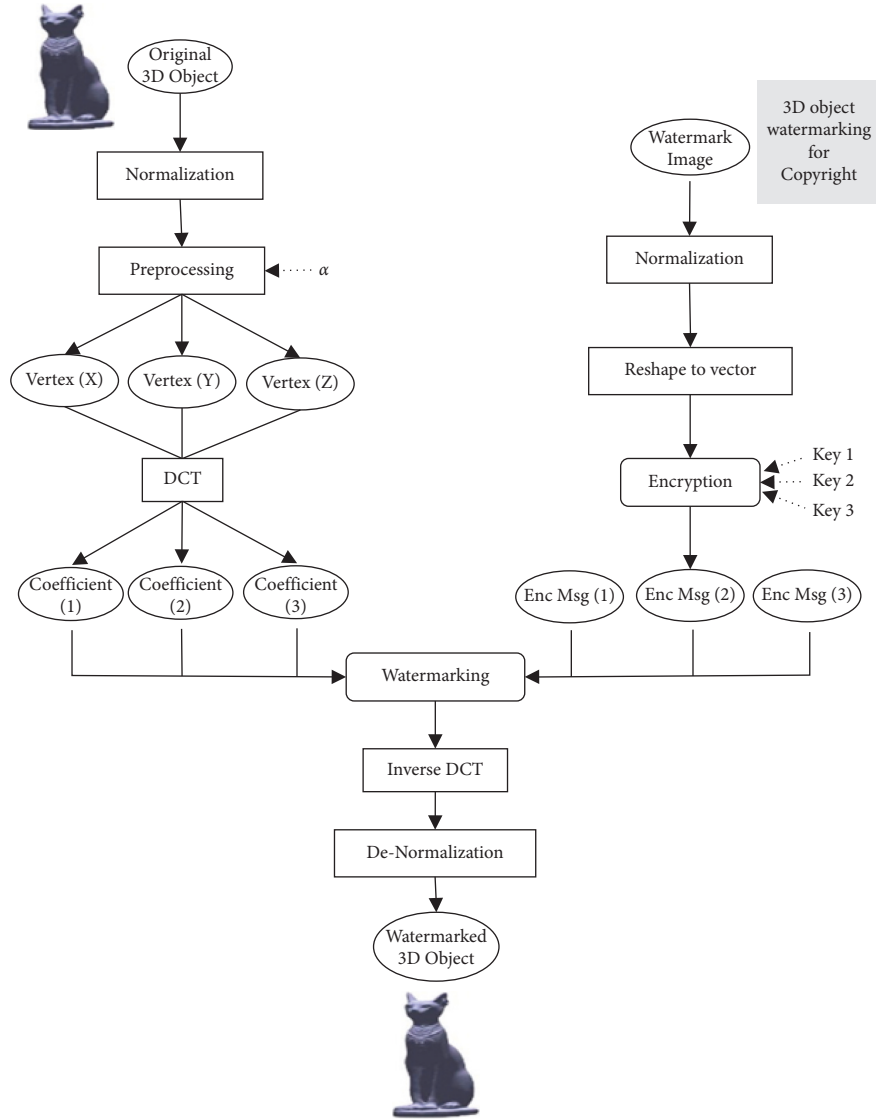 Original
3D Object
Normalization
Preprocessing
α
Vertex (X)
Vertex (Y)
Vertex (Z)
DCT
Coefficient
(1)
Coefficient
(2)
Coefficient
(3)
Watermark
Image
3D object
watermarking
for
Copyright
Normalization
Reshape to vector
Encryption
Key 1
Key 2
Key 3
Enc Msg (1)
Enc Msg (2)
Enc Msg (3)
Watermarking
Inverse DCT
De-Normalization
Watermarked
3D Object